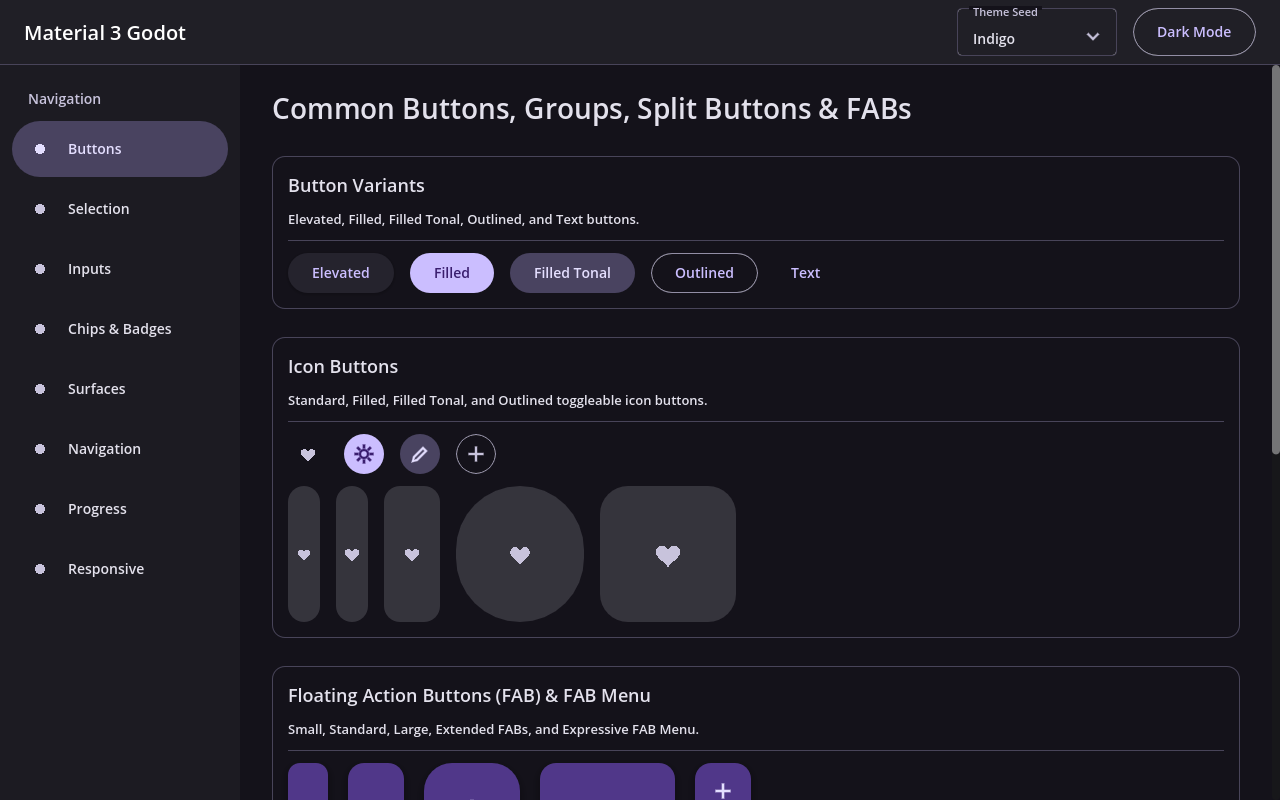 Material 3 Godot
Theme Seed
Indigo
Dark Mode
Navigation
Buttons
Selection
Inputs
Chips & Badges
Surfaces
Navigation
Progress
Responsive
Common Buttons, Groups, Split Buttons & FABs
Button Variants
Elevated, Filled, Filled Tonal, Outlined, and Text buttons.
Elevated
Filled
Filled Tonal
Outlined
Text
Icon Buttons
Standard, Filled, Filled Tonal, and Outlined toggleable icon buttons.
Floating Action Buttons (FAB) & FAB Menu
Small, Standard, Large, Extended FABs, and Expressive FAB Menu.